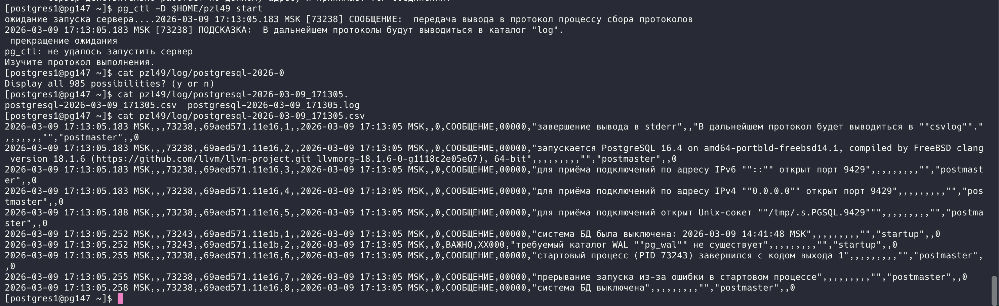 сервер действительно работает по данному адресу и принимает TCP-соединения.
[postgres1@pg147 ~]$ pg_ctl -D $HOME/pzl49 start
ожидание запуска сервера....2026-03-09 17:13:05.183 MSK [73238] СООБЩЕНИЕ:  передача вывода в протокол процессу сбора протоколов
2026-03-09 17:13:05.183 MSK [73238] ПОДСКАЗКА:  В дальнейшем протоколы будут выводиться в каталог "log".
 прекращение ожидания
pg_ctl: не удалось запустить сервер
Изучите протокол выполнения.
[postgres1@pg147 ~]$ cat pzl49/log/postgresql-2026-0
Display all 985 possibilities? (y or n)
[postgres1@pg147 ~]$ cat pzl49/log/postgresql-2026-03-09_171305.
postgresql-2026-03-09_171305.csv  postgresql-2026-03-09_171305.log
[postgres1@pg147 ~]$ cat pzl49/log/postgresql-2026-03-09_171305.csv
2026-03-09 17:13:05.183 MSK,,,73238,,69aed571.11e16,1,,2026-03-09 17:13:05 MSK,,0,СООБЩЕНИЕ,00000,"завершение вывода в stderr",,"В дальнейшем протокол будет выводиться в ""csvlog""."
,,,,,,,"","postmaster",,0
2026-03-09 17:13:05.183 MSK,,,73238,,69aed571.11e16,2,,2026-03-09 17:13:05 MSK,,0,СООБЩЕНИЕ,00000,"запускается PostgreSQL 16.4 on amd64-portbld-freebsd14.1, compiled by FreeBSD clang
 version 18.1.6 (https://github.com/llvm/llvm-project.git llvmorg-18.1.6-0-g1118c2e05e67), 64-bit",,,,,,,,,"","postmaster",,0
2026-03-09 17:13:05.183 MSK,,,73238,,69aed571.11e16,3,,2026-03-09 17:13:05 MSK,,0,СООБЩЕНИЕ,00000,"для приёма подключений по адресу IPv6 ""::"" открыт порт 9429",,,,,,,,,"","postmast
er",,0
2026-03-09 17:13:05.183 MSK,,,73238,,69aed571.11e16,4,,2026-03-09 17:13:05 MSK,,0,СООБЩЕНИЕ,00000,"для приёма подключений по адресу IPv4 ""0.0.0.0"" открыт порт 9429",,,,,,,,,"","pos
tmaster",,0
2026-03-09 17:13:05.188 MSK,,,73238,,69aed571.11e16,5,,2026-03-09 17:13:05 MSK,,0,СООБЩЕНИЕ,00000,"для приёма подключений открыт Unix-сокет ""/tmp/.s.PGSQL.9429""",,,,,,,,,"","postma
ster",,0
2026-03-09 17:13:05.252 MSK,,,73243,,69aed571.11e1b,1,,2026-03-09 17:13:05 MSK,,0,СООБЩЕНИЕ,00000,"система БД была выключена: 2026-03-09 14:41:48 MSK",,,,,,,,,"","startup",,0
2026-03-09 17:13:05.252 MSK,,,73243,,69aed571.11e1b,2,,2026-03-09 17:13:05 MSK,,0,ВАЖНО,XX000,"требуемый каталог WAL ""pg_wal"" не существует",,,,,,,,,"","startup",,0
2026-03-09 17:13:05.255 MSK,,,73238,,69aed571.11e16,6,,2026-03-09 17:13:05 MSK,,0,СООБЩЕНИЕ,00000,"стартовый процесс (PID 73243) завершился с кодом выхода 1",,,,,,,,,"","postmaster",
,0
2026-03-09 17:13:05.255 MSK,,,73238,,69aed571.11e16,7,,2026-03-09 17:13:05 MSK,,0,СООБЩЕНИЕ,00000,"прерывание запуска из-за ошибки в стартовом процессе",,,,,,,,,"","postmaster",,0
2026-03-09 17:13:05.258 MSK,,,73238,,69aed571.11e16,8,,2026-03-09 17:13:05 MSK,,0,СООБЩЕНИЕ,00000,"система БД выключена",,,,,,,,,"","postmaster",,0
[postgres1@pg147 ~]$